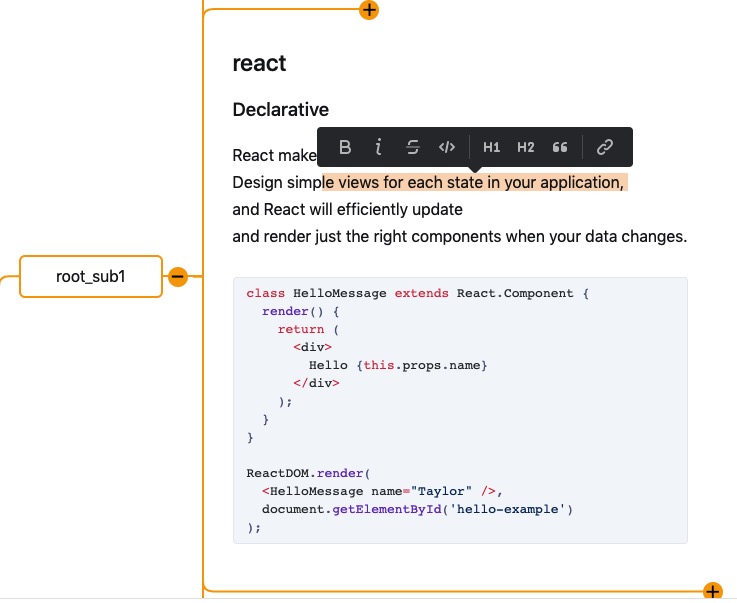 react
Declarative
React make
B i S </> H1 H2 “
Design simple views for each state in your application,
and React will efficiently update
and render just the right components when your data changes.
root_sub1
class HelloMessage extends React.Component {
  render() {
    return (
      <div>
        Hello {this.props.name}
      </div>
    );
  }
}
ReactDOM.render(
  <HelloMessage name="Taylor" />,
  document.getElementById('hello-example')
);